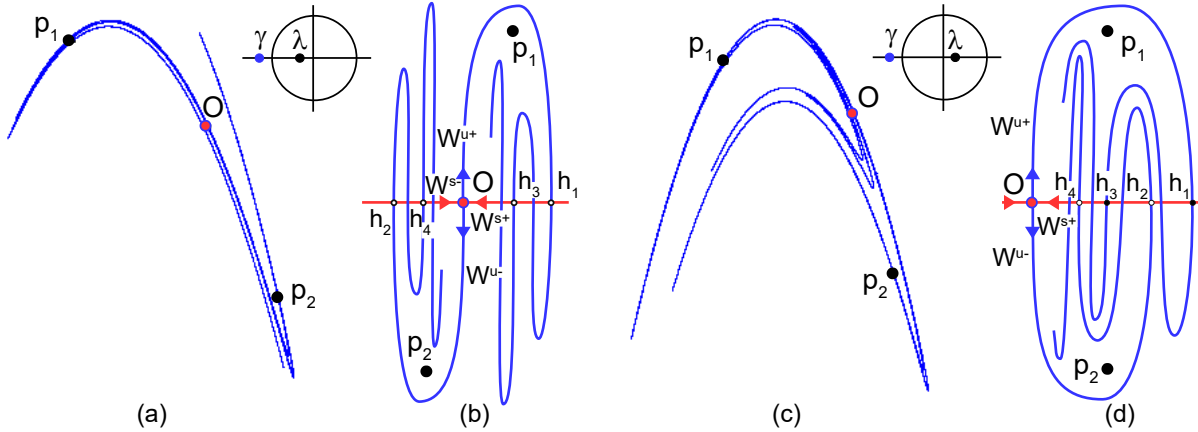 p₁
O
p₂
γ λ
(a)
p₁
Wᵘ⁺
Wˢ⁻ O h₃ h₁
h₂ h₄ Wˢ⁺
Wᵘ⁻
p₂
(b)
p₁
O
p₂
γ λ
(c)
p₁
Wᵘ⁺
O h₄ h₃ h₂ h₁
Wˢ⁺
Wᵘ⁻
p₂
(d)